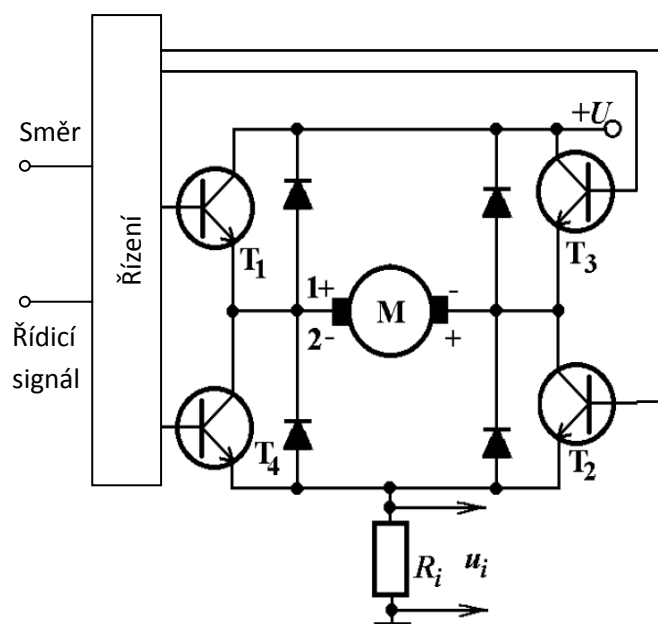 Směr
+U
Řízení
T1
T3
1+
-
M
2-
+
Řídicí
signál
T4
T2
Ri
ui